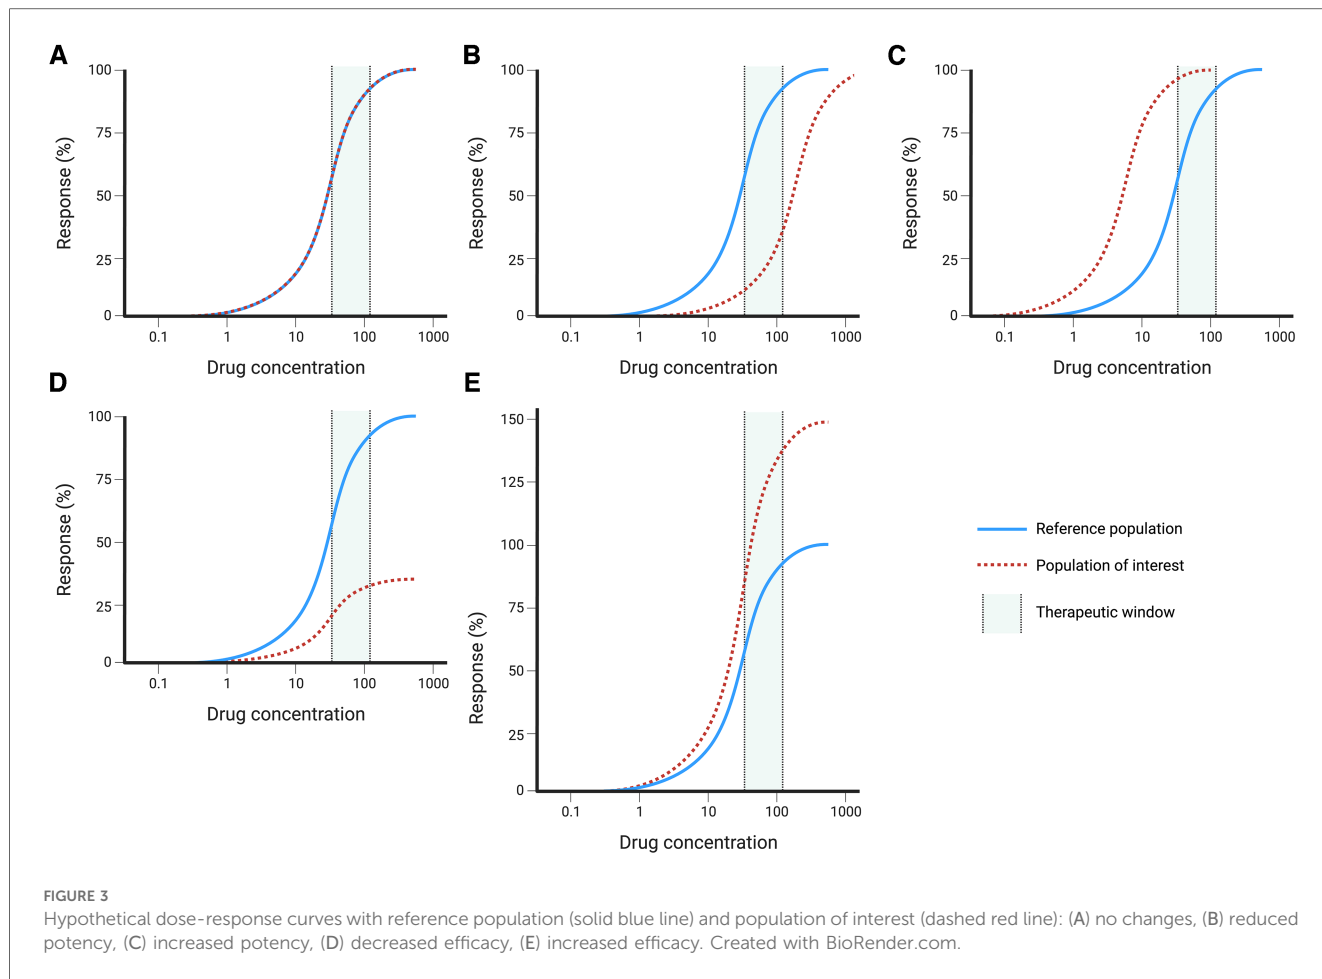 A
100
75
50
25
0
Response (%)
0.1 1 10 100 1000
Drug concentration
B
100
75
50
25
0
Response (%)
0.1 1 10 100 1000
Drug concentration
C
100
75
50
25
0
Response (%)
0.1 1 10 100 1000
Drug concentration
D
100
75
50
25
0
Response (%)
0.1 1 10 100 1000
Drug concentration
E
150
125
100
75
50
25
0
Response (%)
0.1 1 10 100 1000
Drug concentration
Reference population
Population of interest
Therapeutic window
FIGURE 3
Hypothetical dose-response curves with reference population (solid blue line) and population of interest (dashed red line): (A) no changes, (B) reduced
potency, (C) increased potency, (D) decreased efficacy, (E) increased efficacy. Created with BioRender.com.